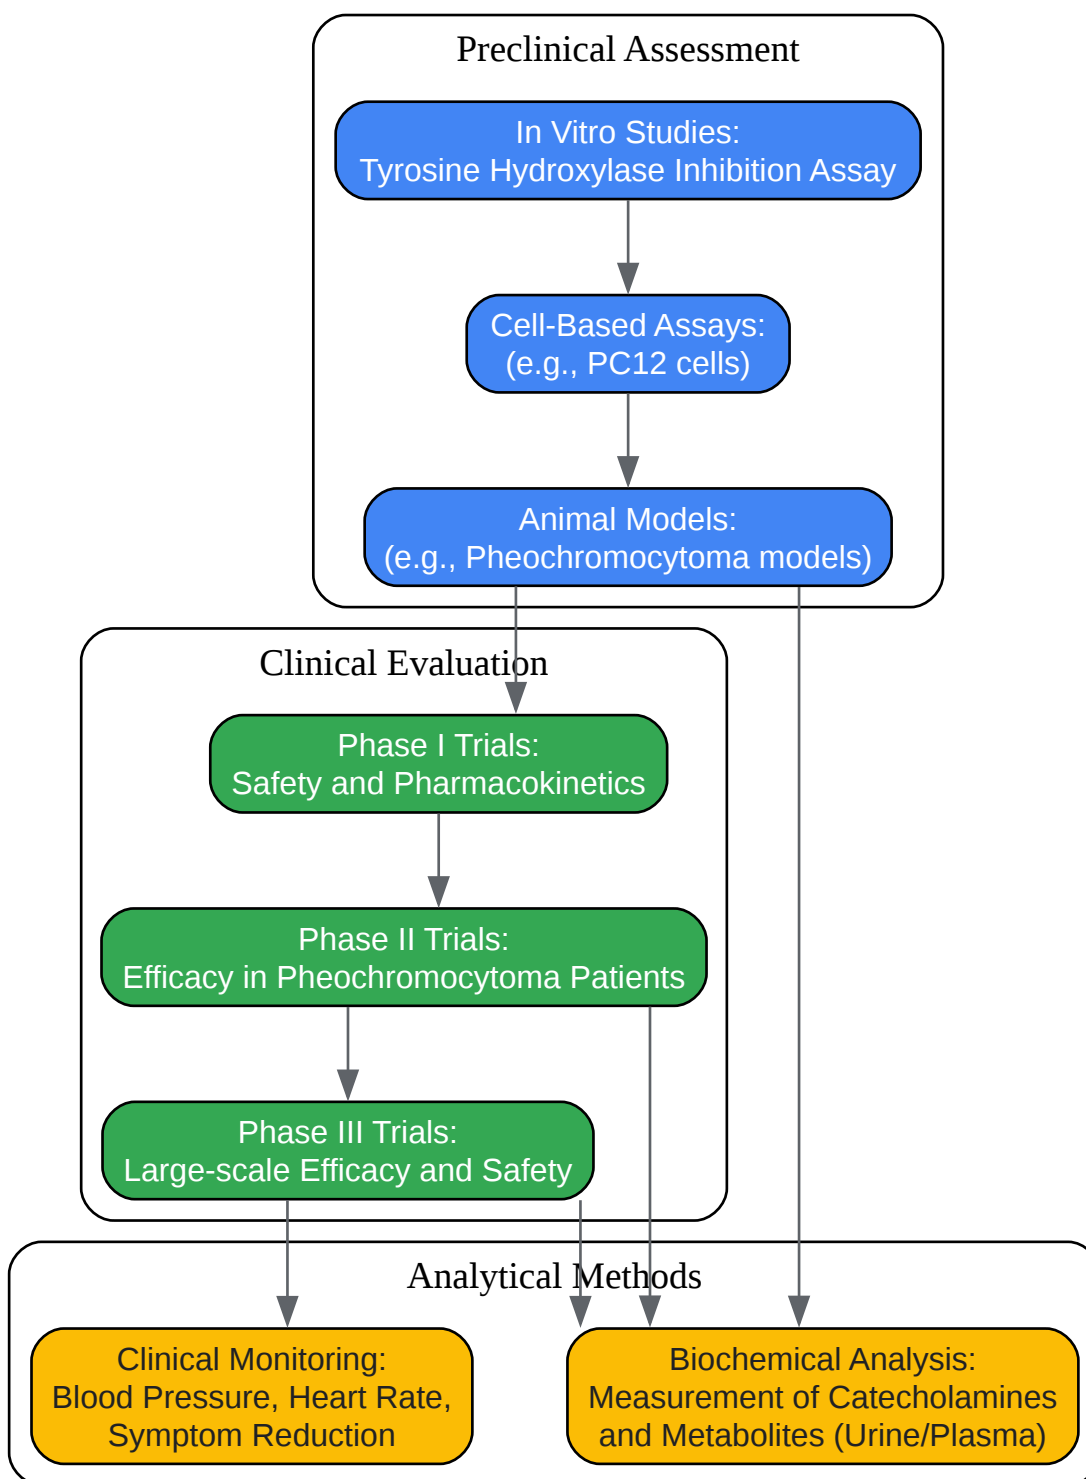 Preclinical Assessment
In Vitro Studies:
Tyrosine Hydroxylase Inhibition Assay
Cell-Based Assays:
(e.g., PC12 cells)
Animal Models:
(e.g., Pheochromocytoma models)
Clinical Evaluation
Phase I Trials:
Safety and Pharmacokinetics
Phase II Trials:
Efficacy in Pheochromocytoma Patients
Phase III Trials:
Large-scale Efficacy and Safety
Analytical Methods
Clinical Monitoring:
Blood Pressure, Heart Rate,
Symptom Reduction
Biochemical Analysis:
Measurement of Catecholamines
and Metabolites (Urine/Plasma)